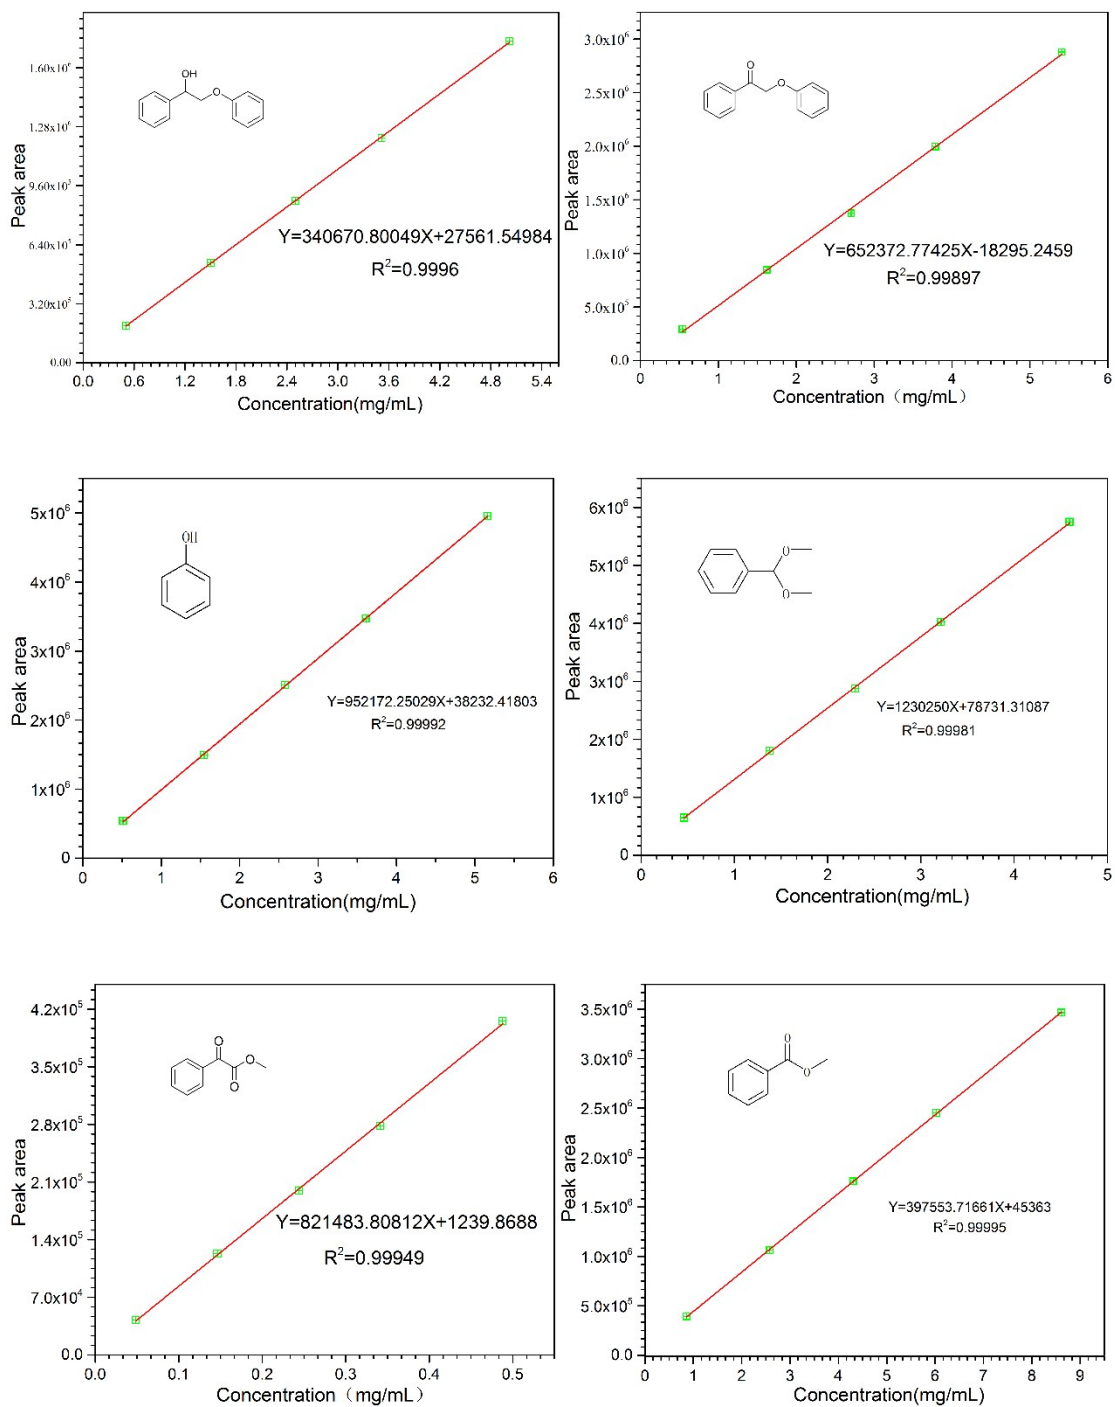 1.60x10⁶
1.28x10⁶
9.60x10⁵
6.40x10⁵
3.20x10⁵
0.00
Peak area
OH
O
Y=340670.80049X+27561.54984
R²=0.9996
0.0 0.6 1.2 1.8 2.4 3.0 3.6 4.2 4.8 5.4
Concentration(mg/mL)
3.0x10⁶
2.5x10⁶
2.0x10⁶
1.5x10⁶
1.0x10⁶
5.0x10⁵
0.0
Peak area
O
O
Y=652372.77425X-18295.2459
R²=0.99897
0 1 2 3 4 5 6
Concentration（mg/mL）
5x10⁶
4x10⁶
3x10⁶
2x10⁶
1x10⁶
0
Peak area
OH
Y=952172.25029X+38232.41803
R²=0.99992
0 1 2 3 4 5 6
Concentration(mg/mL)
6x10⁶
5x10⁶
4x10⁶
3x10⁶
2x10⁶
1x10⁶
0
Peak area
O
O
Y=1230250X+78731.31087
R²=0.99981
0 1 2 3 4 5
Concentration(mg/mL)
4.2x10⁵
3.5x10⁵
2.8x10⁵
2.1x10⁵
1.4x10⁵
7.0x10⁴
0.0
Peak area
O
O
O
Y=821483.80812X+1239.8688
R²=0.99949
0.0 0.1 0.2 0.3 0.4 0.5
Concentration（mg/mL）
3.5x10⁶
3.0x10⁶
2.5x10⁶
2.0x10⁶
1.5x10⁶
1.0x10⁶
5.0x10⁵
0.0
Peak area
O
O
Y=397553.71661X+45363
R²=0.99995
0 1 2 3 4 5 6 7 8 9
Concentration(mg/mL)